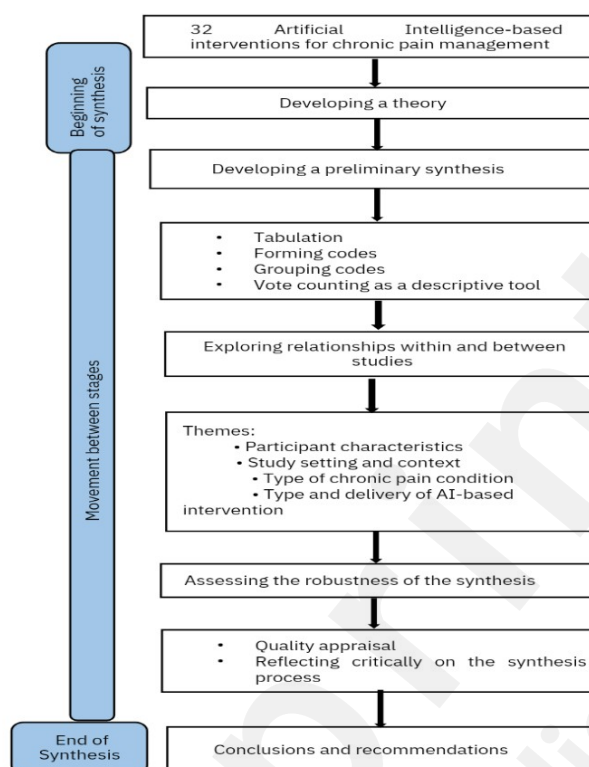 32 Artificial Intelligence-based
interventions for chronic pain management
Beginning
of synthesis
Developing a theory
Developing a preliminary synthesis
• Tabulation
• Forming codes
• Grouping codes
• Vote counting as a descriptive tool
Movement between stages
Exploring relationships within and between
studies
Themes:
• Participant characteristics
• Study setting and context
• Type of chronic pain condition
• Type and delivery of AI-based
intervention
Assessing the robustness of the synthesis
• Quality appraisal
• Reflecting critically on the synthesis
process
End of
Synthesis
Conclusions and recommendations